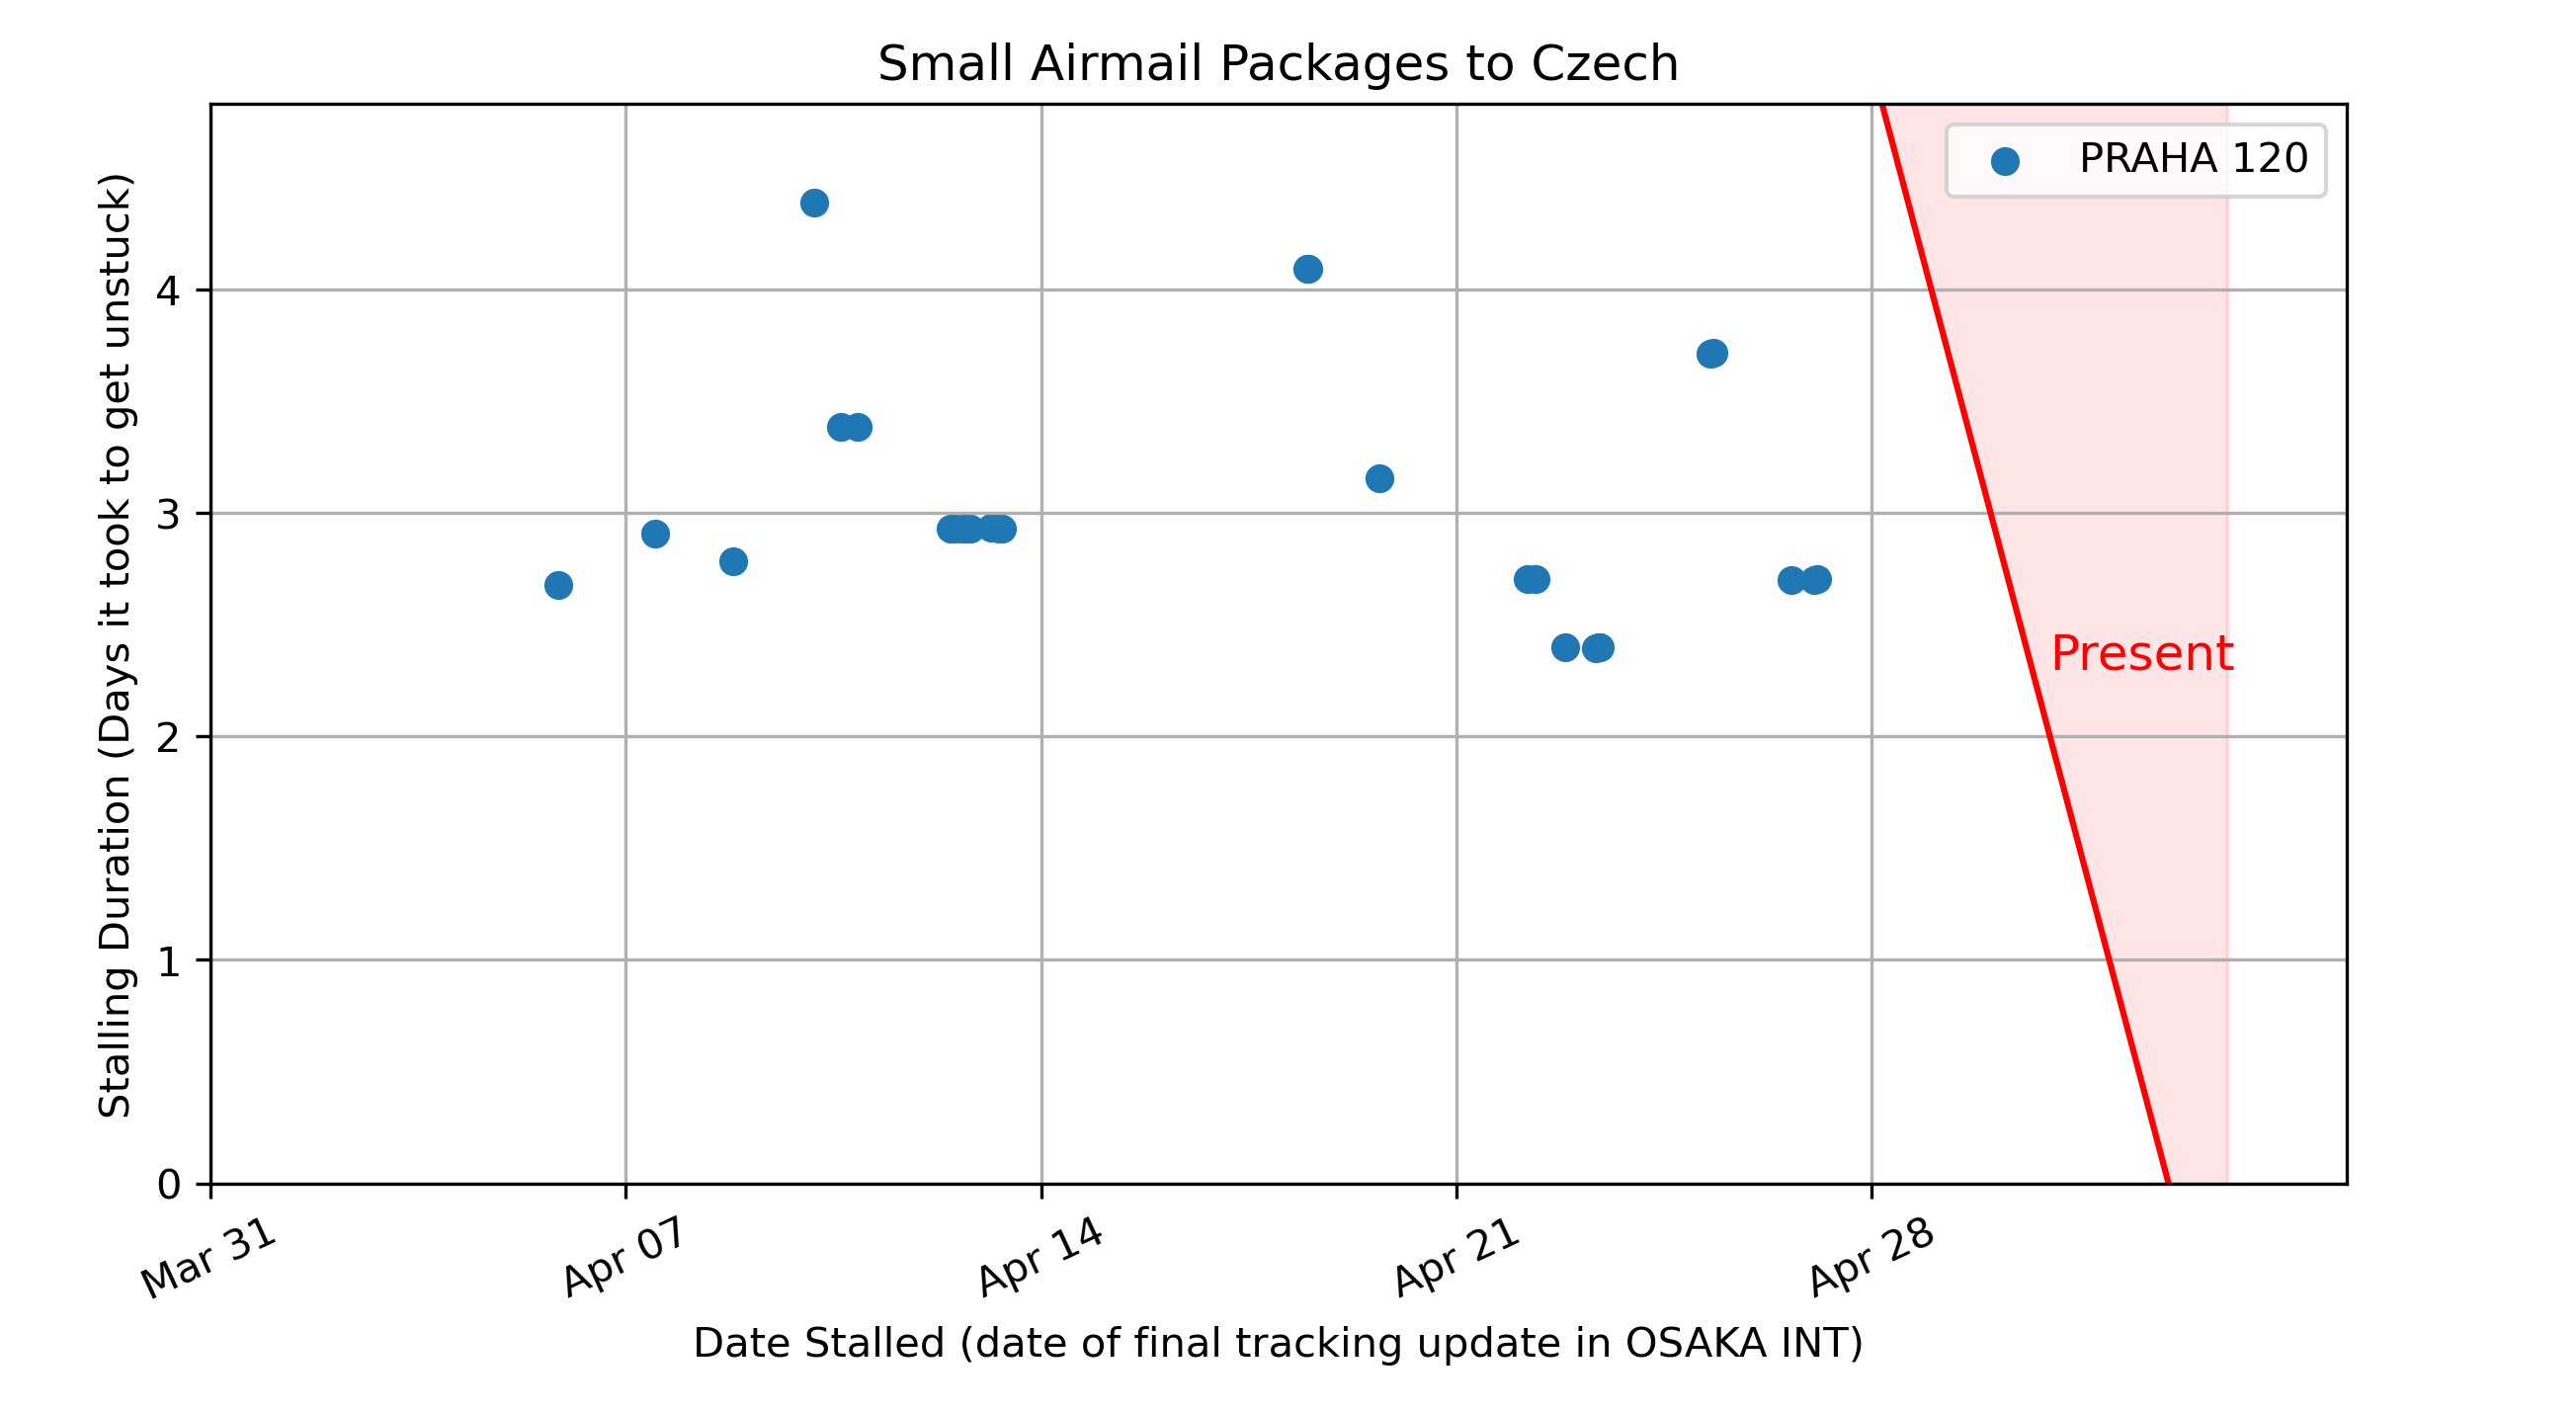 Small Airmail Packages to Czech
PRAHA 120
Present
Stalling Duration (Days it took to get unstuck)
4
3
2
1
0
Mar 31
Apr 07
Apr 14
Apr 21
Apr 28
Date Stalled (date of final tracking update in OSAKA INT)